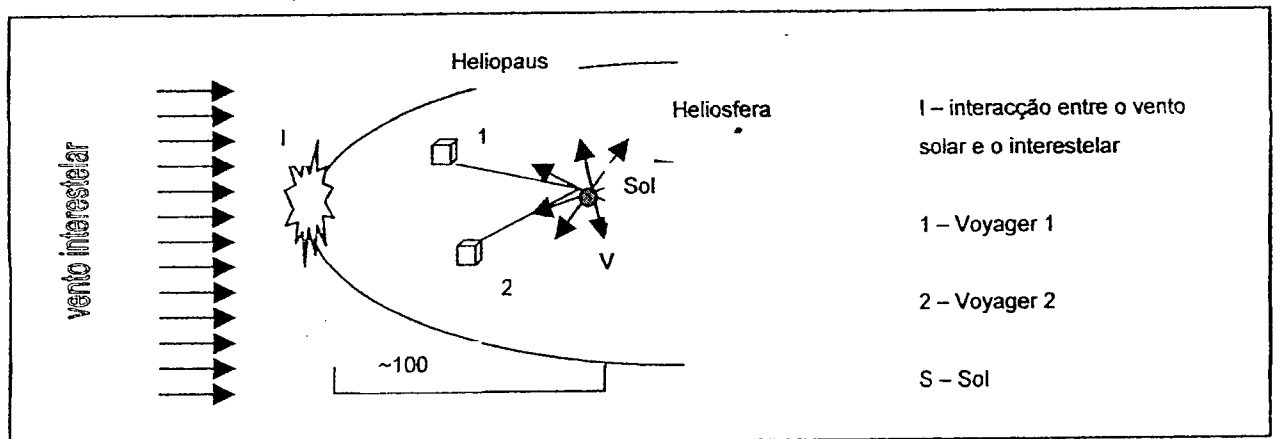 Heliopaus
Heliosfera
I
1
Sol
V
2
~100
vento interestelar
I – interacção entre o vento
solar e o interestelar
1 – Voyager 1
2 – Voyager 2
S – Sol